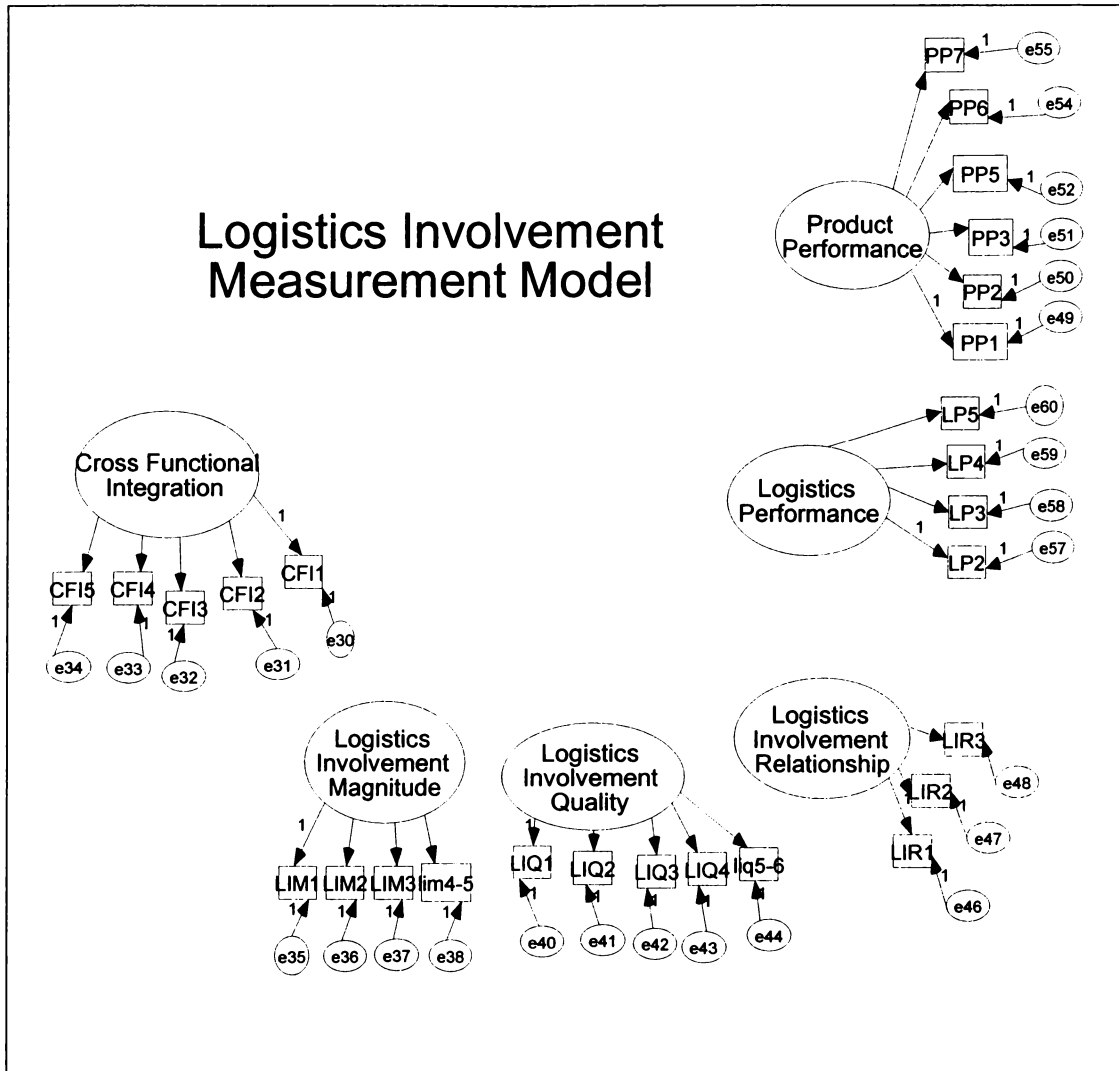 Logistics Involvement
Measurement Model
PP7
1
e55
PP6
1
e54
PP5
1
e52
Product
Performance
PP3
1
e51
PP2
1
e50
1
PP1
1
e49
LP5
1
e60
LP4
1
e59
Logistics
Performance
LP3
1
e58
1
LP2
1
e57
Cross Functional
Integration
1
CFI5
CFI4
CFI3
CFI2
CFI1
1
1
1
1
1
e34
e33
e32
e31
e30
Logistics
Involvement
Magnitude
1
LIM1
LIM2
LIM3
lim4-5
1
1
1
1
e35
e36
e37
e38
Logistics
Involvement
Quality
1
LIQ1
LIQ2
LIQ3
LIQ4
liq5-6
1
1
1
1
1
e40
e41
e42
e43
e44
Logistics
Involvement
Relationship
LIR3
1
LIR2
LIR1
1
1
1
e48
e47
e46